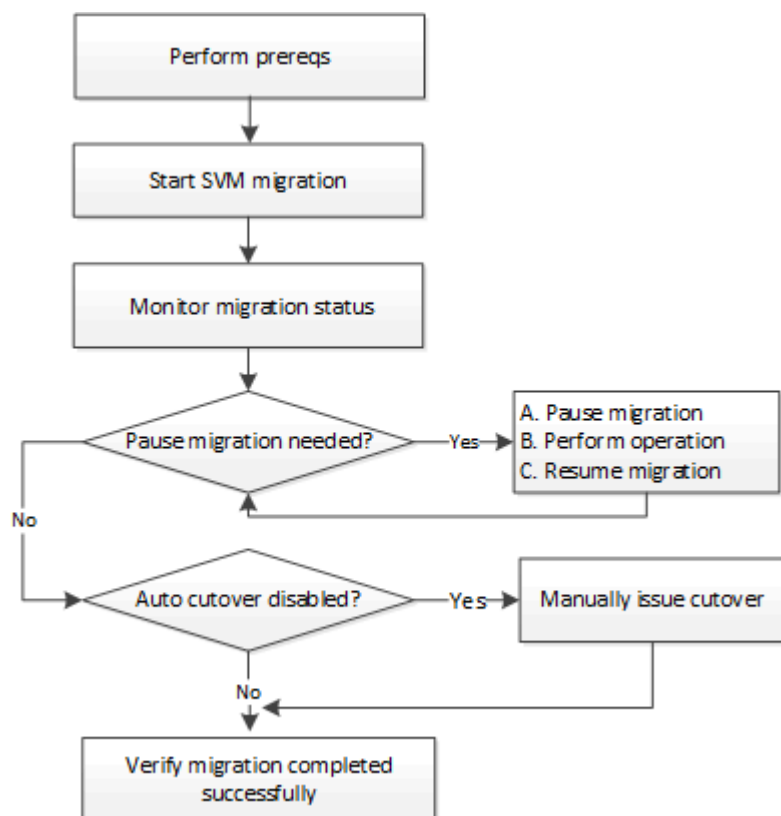 Perform prereqs
Start SVM migration
Monitor migration status
Pause migration needed?
Yes
A. Pause migration
B. Perform operation
C. Resume migration
No
Auto cutover disabled?
Yes
Manually issue cutover
No
Verify migration completed
successfully